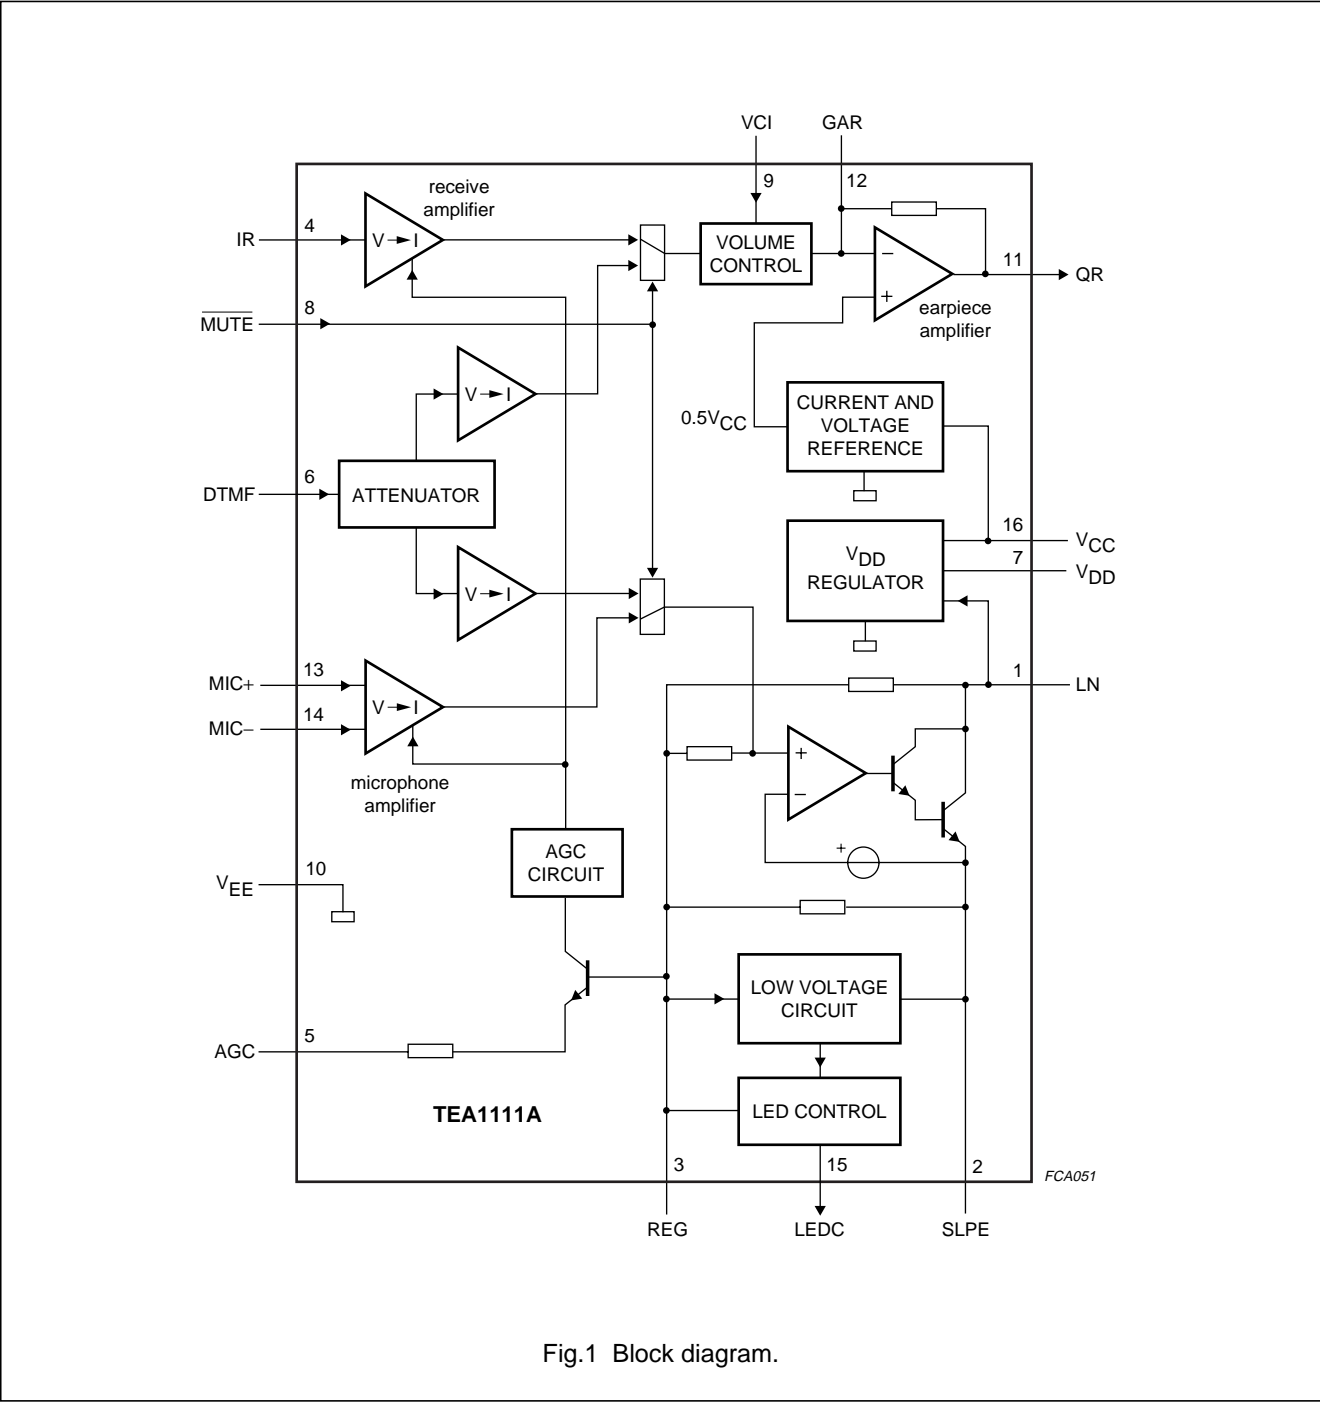 VCI
GAR
9
12
receive
amplifier
IR
4
V I
VOLUME
CONTROL
−
+
11
QR
earpiece
amplifier
MUTE
8
V I
0.5VCC
CURRENT AND
VOLTAGE
REFERENCE
DTMF
6
ATTENUATOR
16
VCC
VDD
REGULATOR
7
VDD
V I
MIC+
13
1
LN
V I
MIC−
14
+
−
microphone
amplifier
AGC
CIRCUIT
+
VEE
10
LOW VOLTAGE
CIRCUIT
AGC
5
TEA1111A
LED CONTROL
3
15
2
FCA051
REG
LEDC
SLPE
Fig.1 Block diagram.